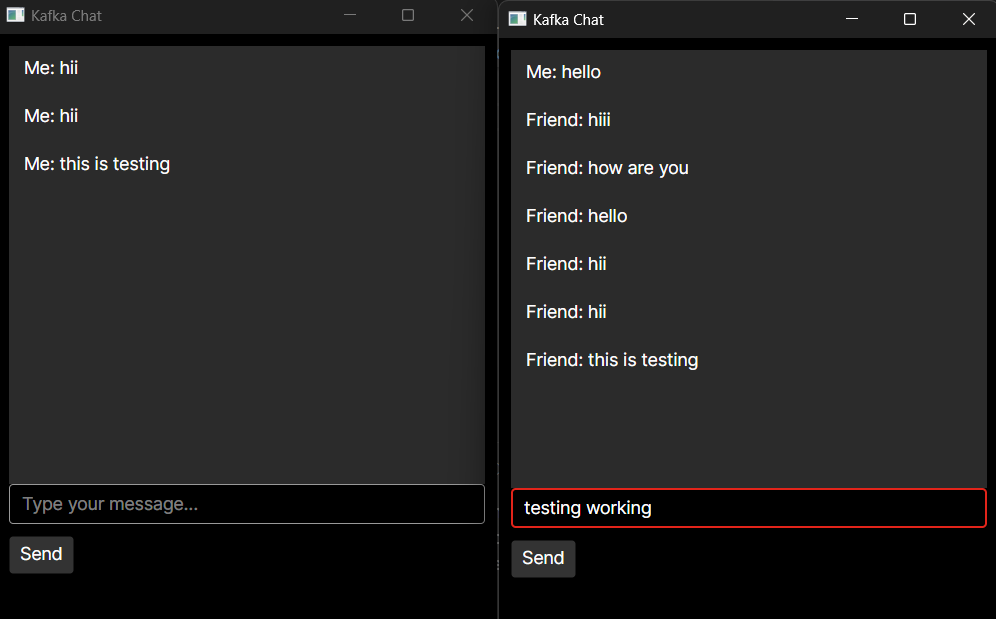 Kafka Chat
Me: hii
Me: hii
Me: this is testing
Type your message...
Send
Kafka Chat
Me: hello
Friend: hiii
Friend: how are you
Friend: hello
Friend: hii
Friend: hii
Friend: this is testing
testing working
Send